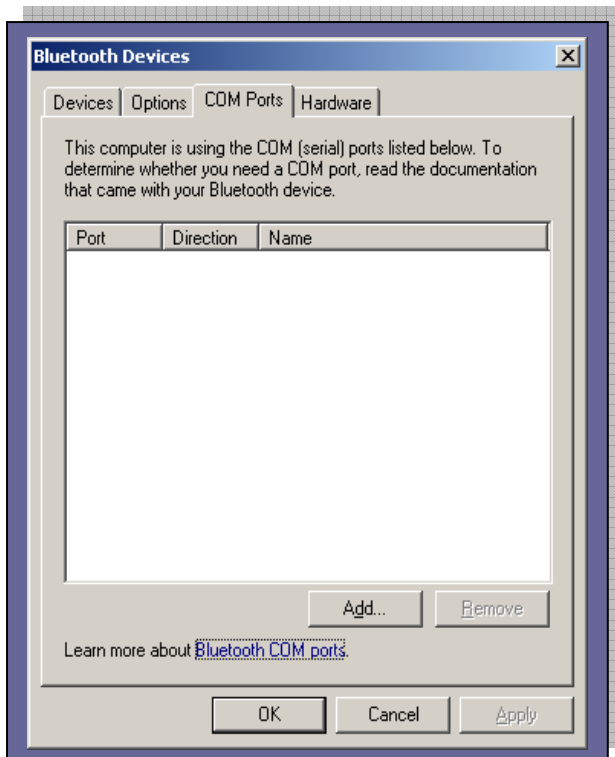 Bluetooth Devices
Devices Options COM Ports Hardware
This computer is using the COM (serial) ports listed below. To
determine whether you need a COM port, read the documentation
that came with your Bluetooth device.
Port Direction Name
Add... Remove
Learn more about Bluetooth COM ports.
OK Cancel Apply